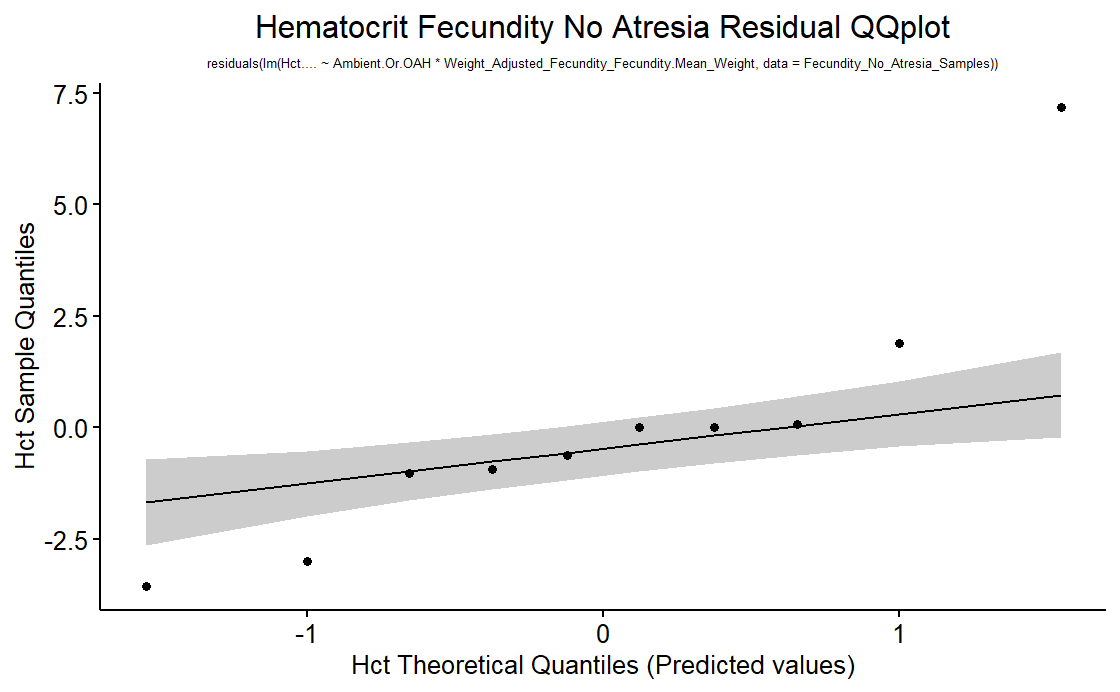 Hematocrit Fecundity No Atresia Residual QQplot
residuals(lm(Hct.... ~ Ambient.Or.OAH * Weight_Adjusted_Fecundity_Fecundity.Mean_Weight, data = Fecundity_No_Atresia_Samples))
7.5
5.0
2.5
0.0
-2.5
Hct Sample Quantiles
-1
0
1
Hct Theoretical Quantiles (Predicted values)